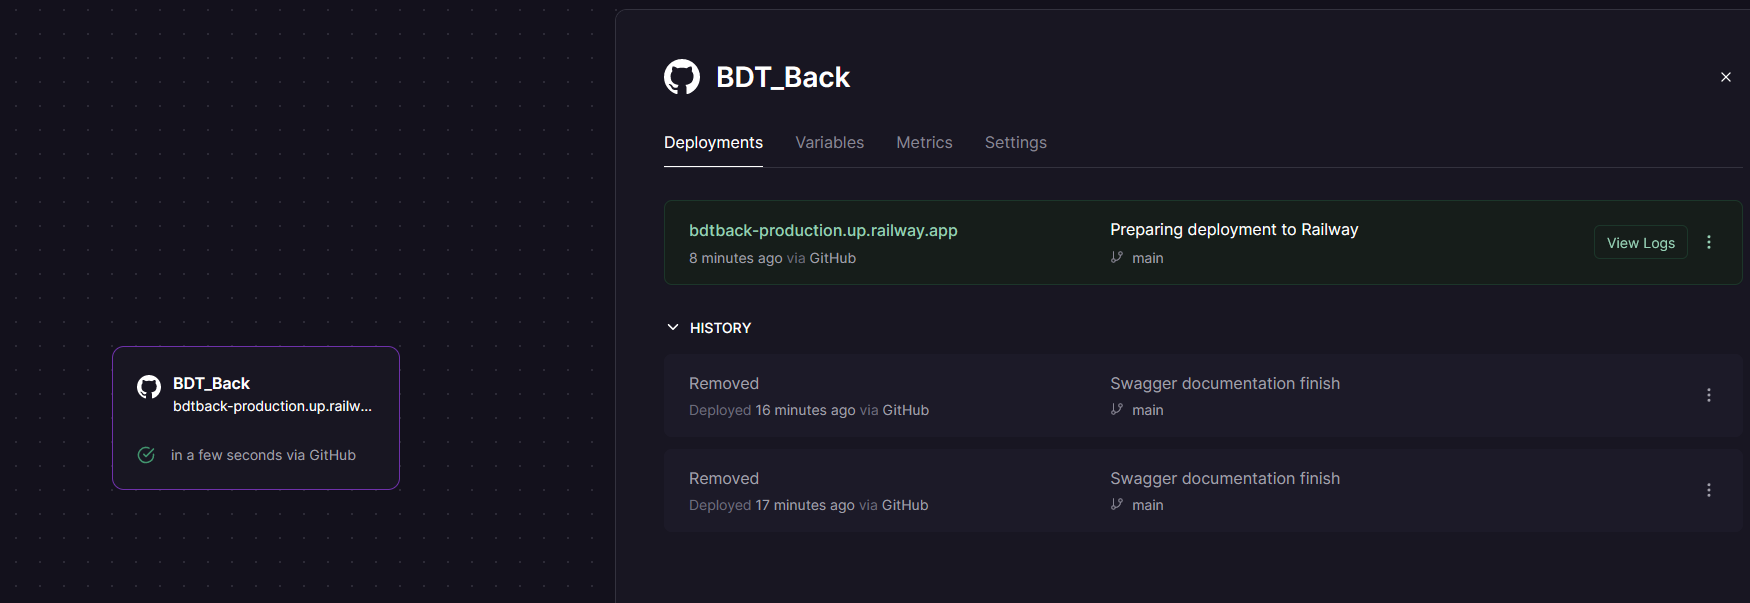 BDT_Back
bdtback-production.up.railw...
in a few seconds via GitHub
BDT_Back
Deployments Variables Metrics Settings
bdtback-production.up.railway.app Preparing deployment to Railway View Logs
8 minutes ago via GitHub main
HISTORY
Removed Swagger documentation finish
Deployed 16 minutes ago via GitHub main
Removed Swagger documentation finish
Deployed 17 minutes ago via GitHub main